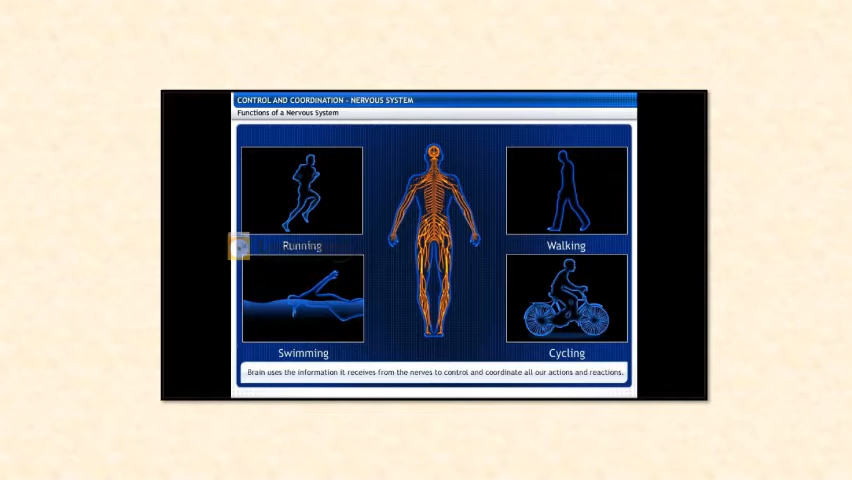 CONTROL AND COORDINATION - NERVOUS SYSTEM
Functions of a Nervous System
Running
Walking
Swimming
Cycling
Brain uses the information it receives from the nerves to control and coordinate all our actions and reactions.